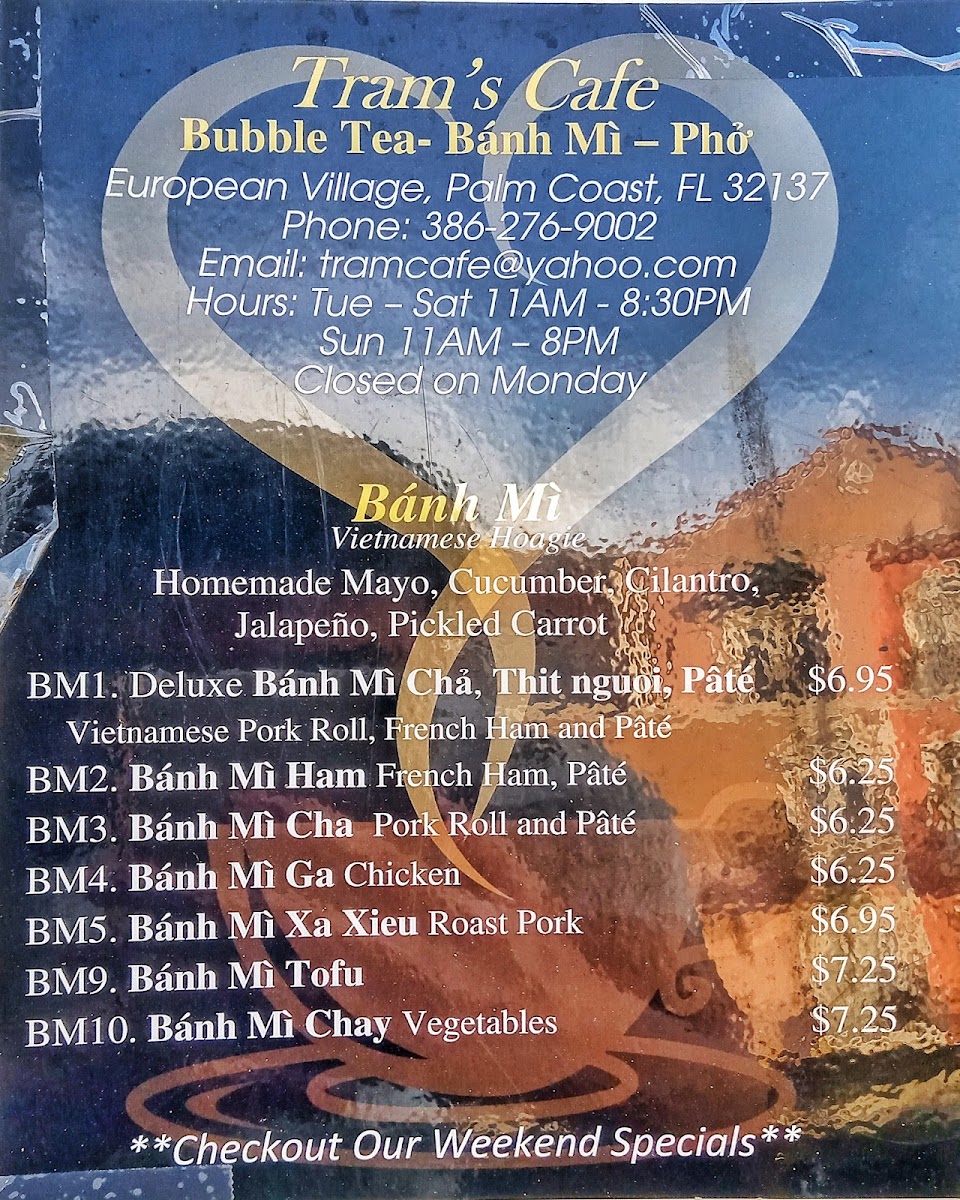 Tram's Cafe
Bubble Tea- Bánh Mì – Phở
European Village, Palm Coast, FL 32137
Phone: 386-276-9002
Email: tramcafe@yahoo.com
Hours: Tue – Sat 11AM - 8:30PM
Sun 11AM – 8PM
Closed on Monday
Bánh Mì
Vietnamese Hoagie
Homemade Mayo, Cucumber, Cilantro,
Jalapeño, Pickled Carrot
BM1. Deluxe Bánh Mì Chả, Thit nguoi, Pâté $6.95
Vietnamese Pork Roll, French Ham and Pâté
BM2. Bánh Mì Ham French Ham, Pâté $6.25
BM3. Bánh Mì Cha Pork Roll and Pâté $6.25
BM4. Bánh Mì Ga Chicken $6.25
BM5. Bánh Mì Xa Xieu Roast Pork $6.95
BM9. Bánh Mì Tofu $7.25
BM10. Bánh Mì Chay Vegetables $7.25
**Checkout Our Weekend Specials**